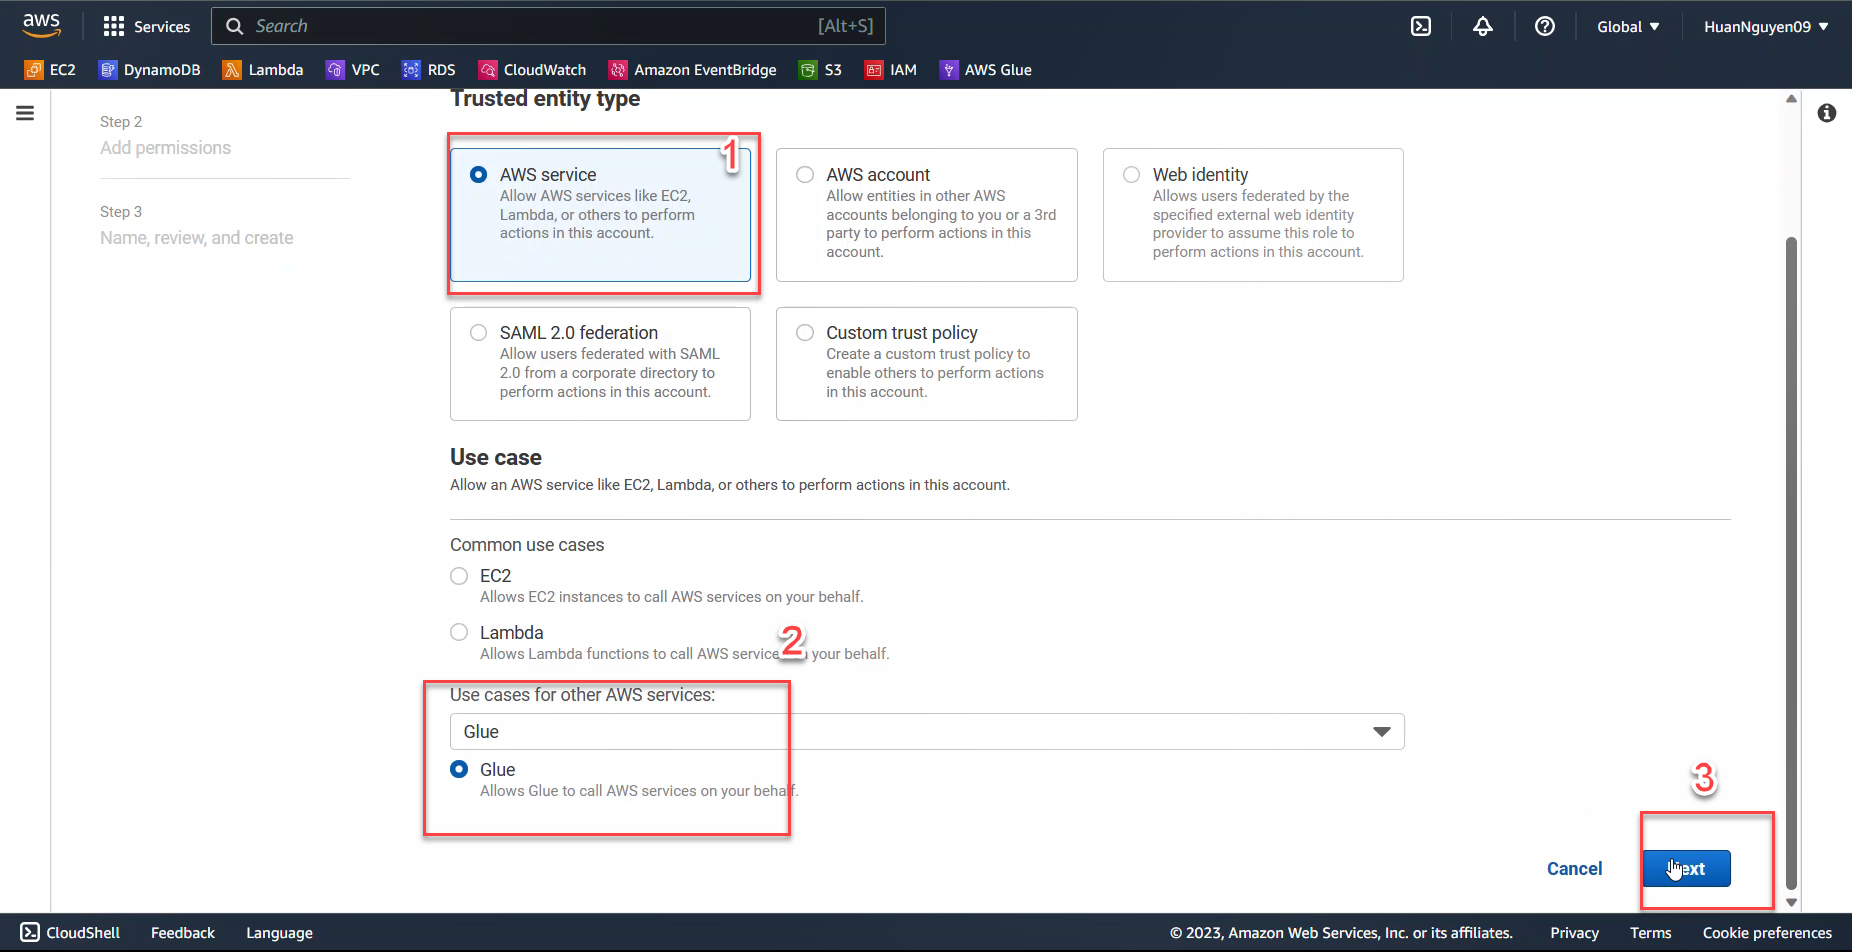 aws
Services
Search
[Alt+S]
Global
HuanNguyen09
EC2
DynamoDB
Lambda
VPC
RDS
CloudWatch
Amazon EventBridge
S3
IAM
AWS Glue
Step 2
Add permissions
Step 3
Name, review, and create
Trusted entity type
1
AWS service
Allow AWS services like EC2,
Lambda, or others to perform
actions in this account.
AWS account
Allow entities in other AWS
accounts belonging to you or a 3rd
party to perform actions in this
account.
Web identity
Allows users federated by the
specified external web identity
provider to assume this role to
perform actions in this account.
SAML 2.0 federation
Allow users federated with SAML
2.0 from a corporate directory to
perform actions in this account.
Custom trust policy
Create a custom trust policy to
enable others to perform actions
in this account.
Use case
Allow an AWS service like EC2, Lambda, or others to perform actions in this account.
Common use cases
EC2
Allows EC2 instances to call AWS services on your behalf.
Lambda
2
Allows Lambda functions to call AWS service your behalf.
Use cases for other AWS services:
Glue
Glue
Allows Glue to call AWS services on your behalf.
3
Cancel
Next
CloudShell
Feedback
Language
© 2023, Amazon Web Services, Inc. or its affiliates.
Privacy
Terms
Cookie preferences